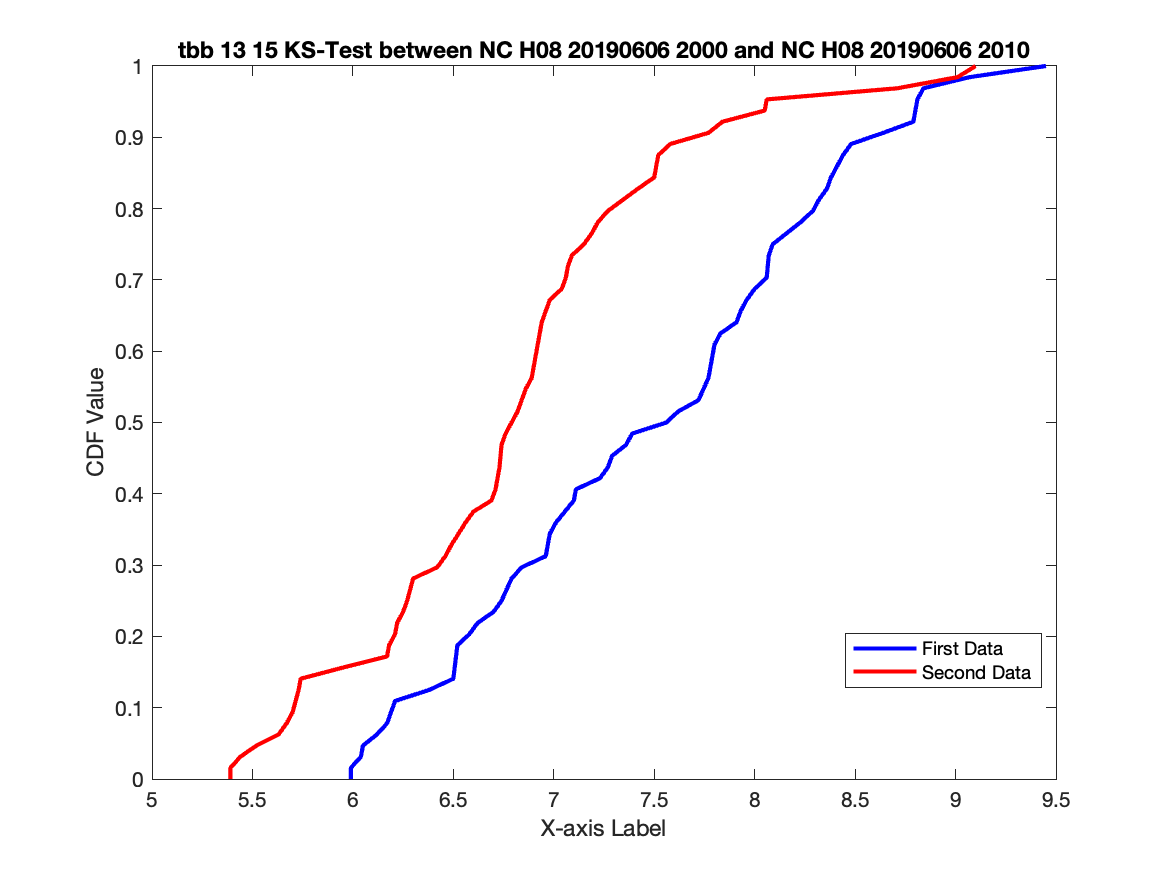 tbb 13 15 KS-Test between NC H08 20190606 2000 and NC H08 20190606 2010
1
0.9
0.8
0.7
0.6
0.5
0.4
0.3
0.2
0.1
0
CDF Value
First Data
Second Data
5 5.5 6 6.5 7 7.5 8 8.5 9 9.5
X-axis Label